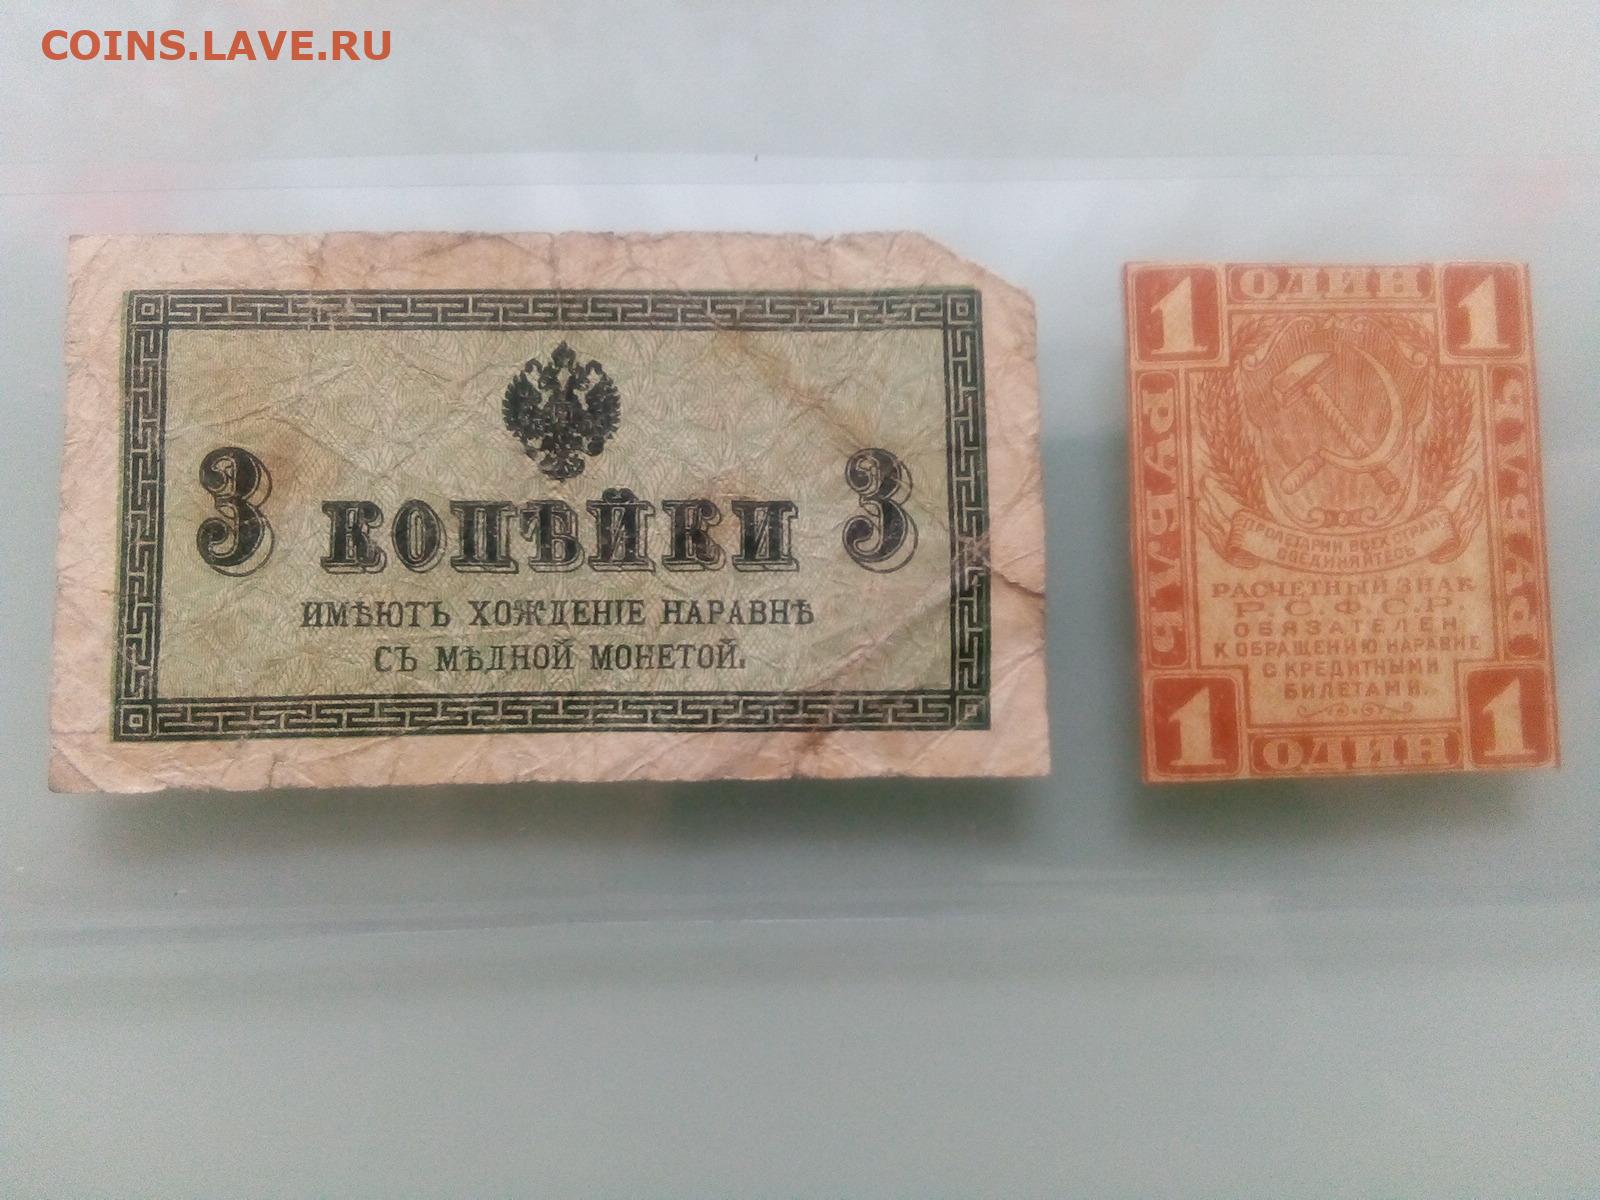 COINS.LAVE.RU
3 КОПѢЙКИ 3
ИМѢЮТЪ ХОЖДЕНІЕ НАРАВНѢ
СЪ МѢДНОЙ МОНЕТОЙ.
1 ОДИН 1
РУБЛЬ
РУБЛЬ
ПРОЛЕТАРИИ ВСЕХ СТРАН
СОЕДИНЯЙТЕСЬ
РАСЧЕТНЫЙ ЗНАК
Р.С.Ф.С.Р.
ОБЯЗАТЕЛЕН
К ОБРАЩЕНИЮ НАРАВНЕ
С КРЕДИТНЫМИ
БИЛЕТАМИ.
1 ОДИН 1